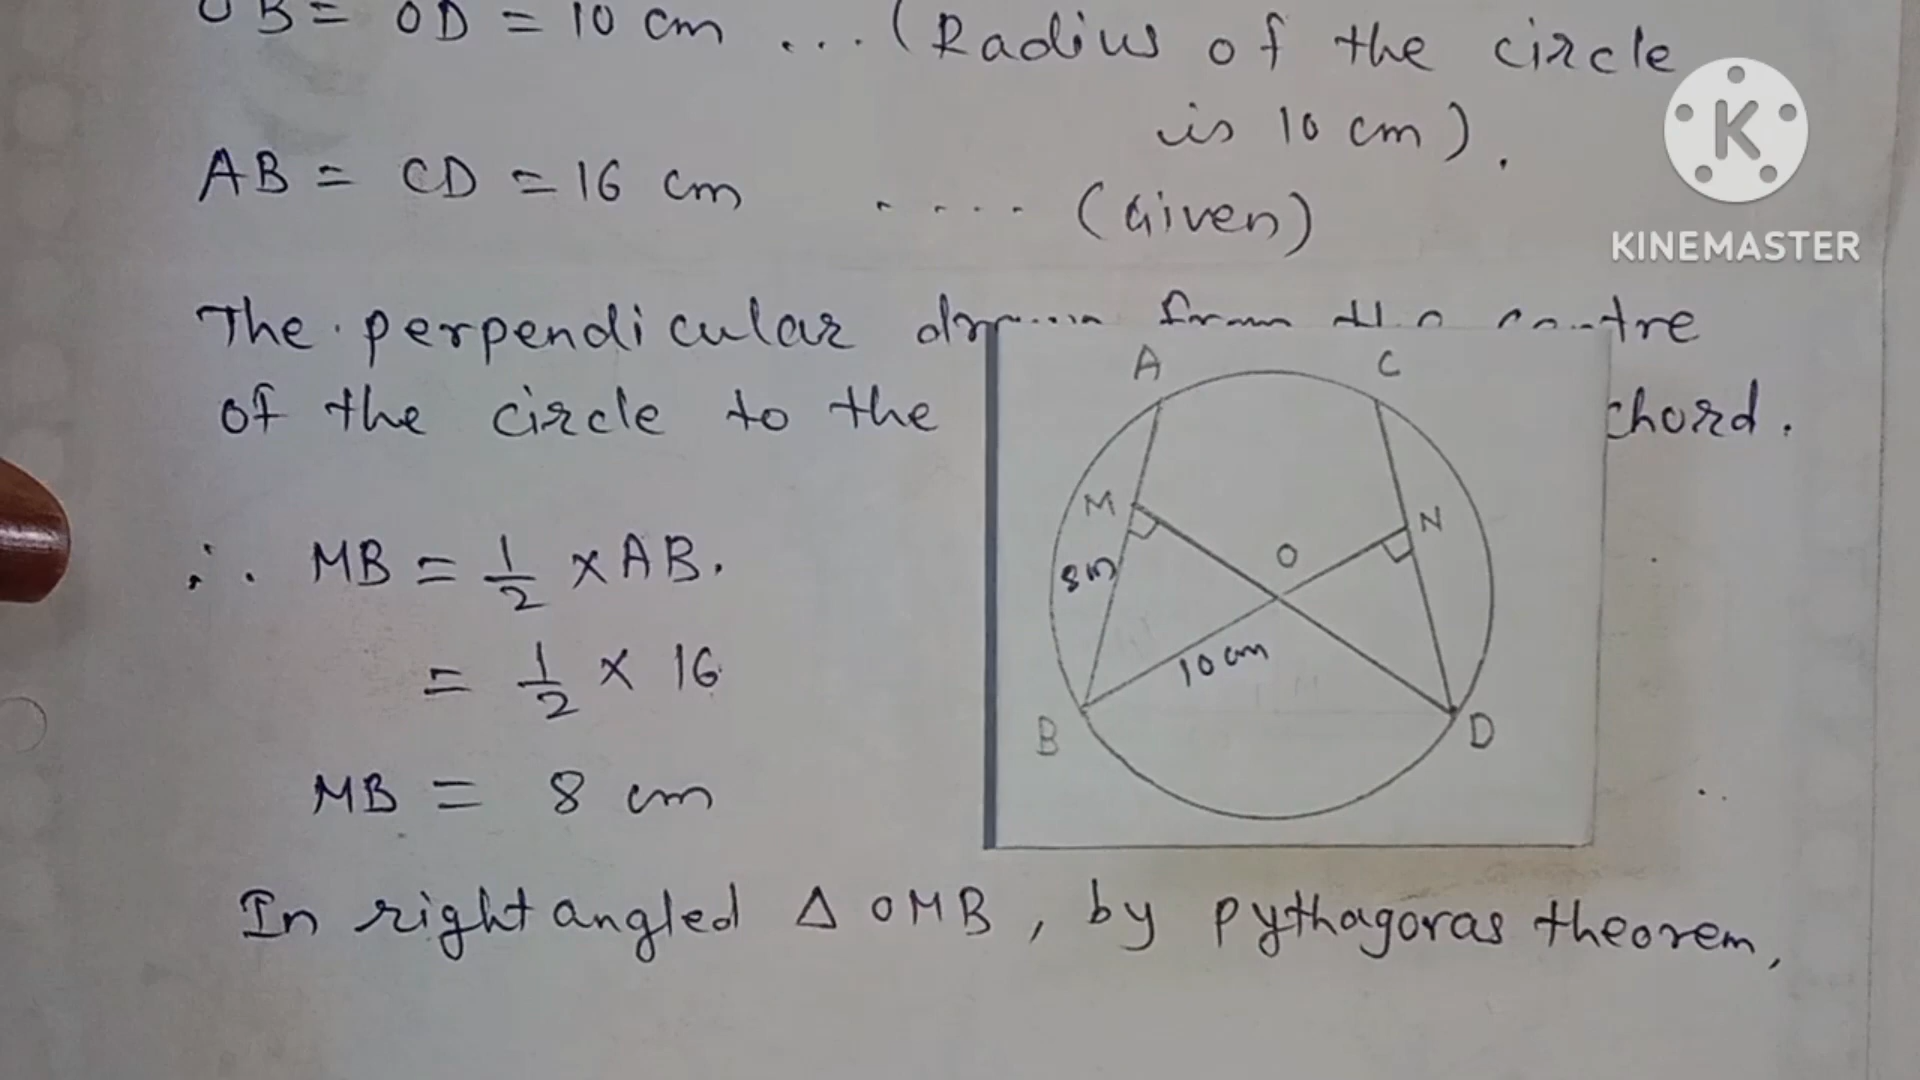 OB = OD = 10 cm ... (Radius of the circle
is 10 cm).
AB = CD = 16 cm .... (Given)
The perpendicular centre
of the circle to the chord.
∴ MB = 1/2 × AB.
= 1/2 × 16
MB = 8 cm
In right angled Δ OMB, by pythagoras theorem,
A C
M N
O
8m
10 cm
B D
K
KINEMASTER